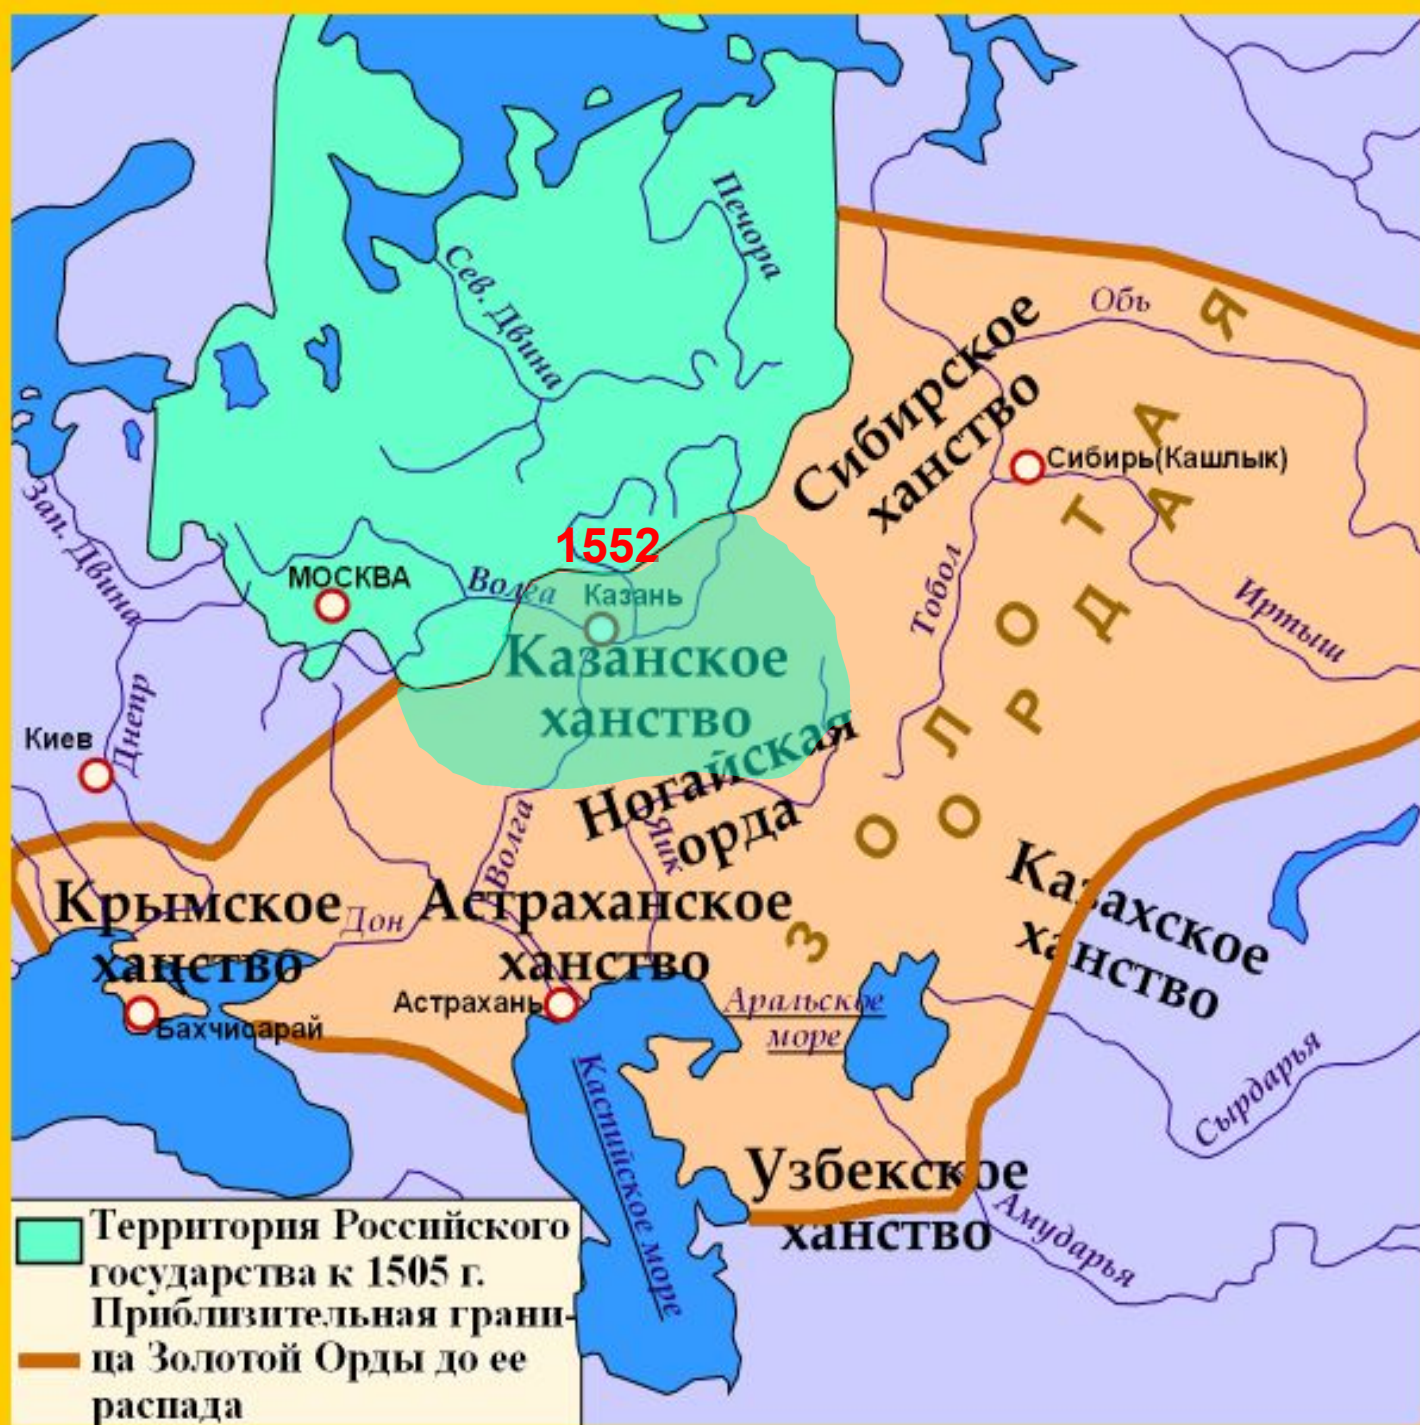 Печора
Сев. Двина
Обь
Сибирское
ханство
Сибирь(Кашлык)
ЗОЛОТАЯ
ОРДА
Зап. Двина
1552
МОСКВА
Волга
Казань
Казанское
ханство
Тобол
Иртыш
Киев
Днепр
Ногайская
орда
Волга
Яик
Крымское
ханство
Дон
Астраханское
ханство
Астрахань
Бахчисарай
Казахское
ханство
Аральское
море
Каспийское море
Сырдарья
Узбекское
ханство
Амударья
Территория Российского
государства к 1505 г.
Приблизительная грани-
ца Золотой Орды до ее
распада